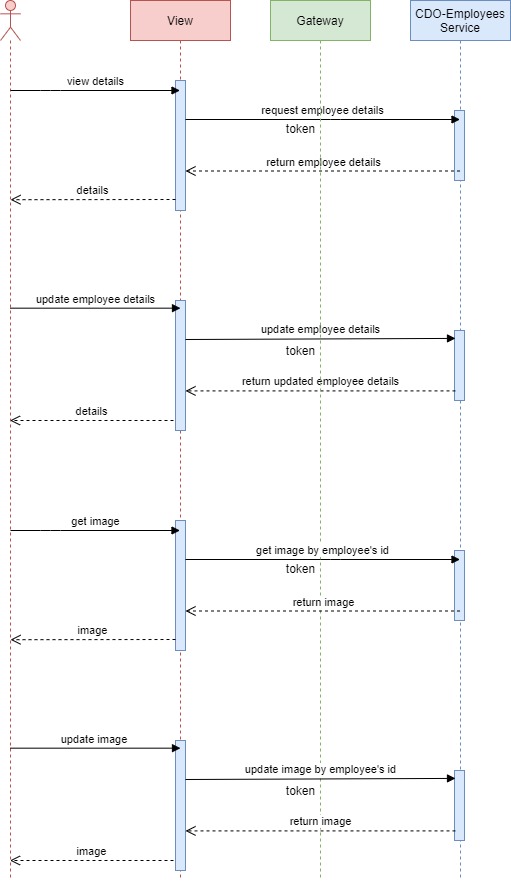 View
Gateway
CDO-Employees
Service
view details
request employee details
token
return employee details
details
update employee details
update employee details
token
return updated employee details
details
get image
get image by employee's id
token
return image
image
update image
update image by employee's id
token
return image
image